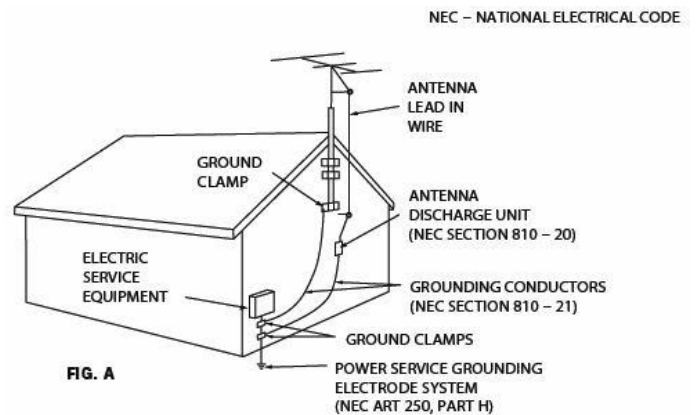 NEC – NATIONAL ELECTRICAL CODE
ANTENNA
LEAD IN
WIRE
GROUND
CLAMP
ANTENNA
DISCHARGE UNIT
(NEC SECTION 810 – 20)
ELECTRIC
SERVICE
EQUIPMENT
GROUNDING CONDUCTORS
(NEC SECTION 810 – 21)
GROUND CLAMPS
FIG. A
POWER SERVICE GROUNDING
ELECTRODE SYSTEM
(NEC ART 250, PART H)